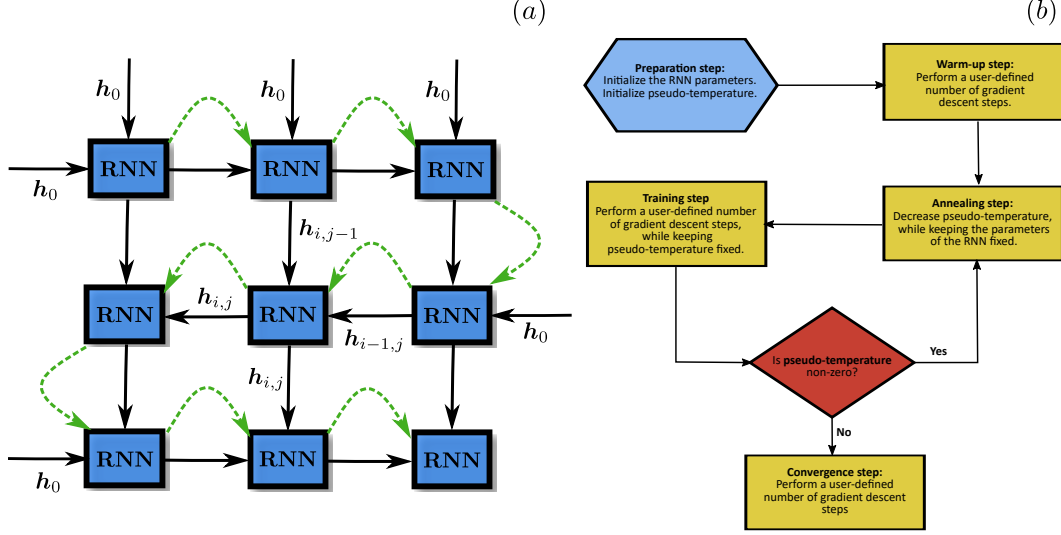 (a)
h0 h0 h0
RNN RNN RNN
h0
hi,j−1
hi,j
RNN RNN RNN
hi−1,j
h0
hi,j
RNN RNN RNN
h0
(b)
Preparation step:
Initialize the RNN parameters.
Initialize pseudo-temperature.
Warm-up step:
Perform a user-defined
number of gradient
descent steps.
Annealing step:
Decrease pseudo-temperature,
while keeping the parameters
of the RNN fixed.
Training step
Perform a user-defined number
of gradient descent steps,
while keeping
pseudo-temperature fixed.
Is pseudo-temperature
non-zero?
Yes
No
Convergence step:
Perform a user-defined
number of gradient descent
steps